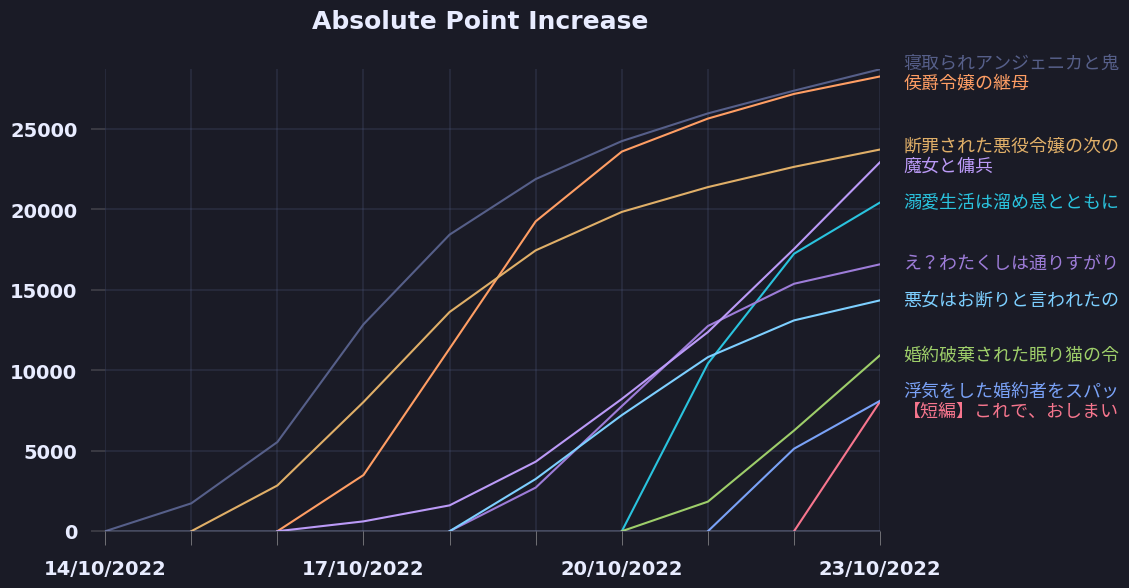 Absolute Point Increase
寝取られアンジェニカと鬼
侯爵令嬢の継母
25000
断罪された悪役令嬢の次の
魔女と傭兵
20000
溺愛生活は溜め息とともに
え？わたくしは通りすがり
15000
悪女はお断りと言われたの
10000
婚約破棄された眠り猫の令
浮気をした婚約者をスパッ
【短編】これで、おしまい
5000
0
14/10/2022
17/10/2022
20/10/2022
23/10/2022